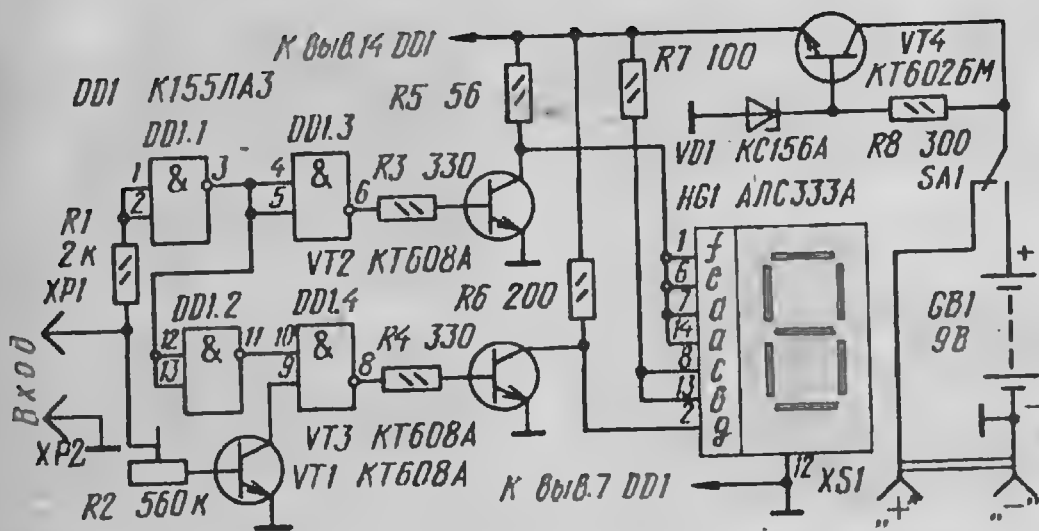 К выв.14 DD1
R7 100
VT4
КТ602БМ
DD1 К155ЛА3
R5 56
DD1.1
DD1.3
VD1 КС156А
R8 300
SA1
1
2
&
3
4
5
&
6
R3 330
HG1 АЛС333А
R1
2к
VT2 КТ608А
XP1
DD1.2
DD1.4
R6 200
1 f
6 e
7 d
14 a
8 c
13 b
2 g
+
GB1
9В
Вход
12
13
&
11
10
9
&
8
R4 330
XP2
VT3 КТ608А
VT1 КТ608А
R2 560к
К выв.7 DD1
12
XS1
-
"+"
"-"